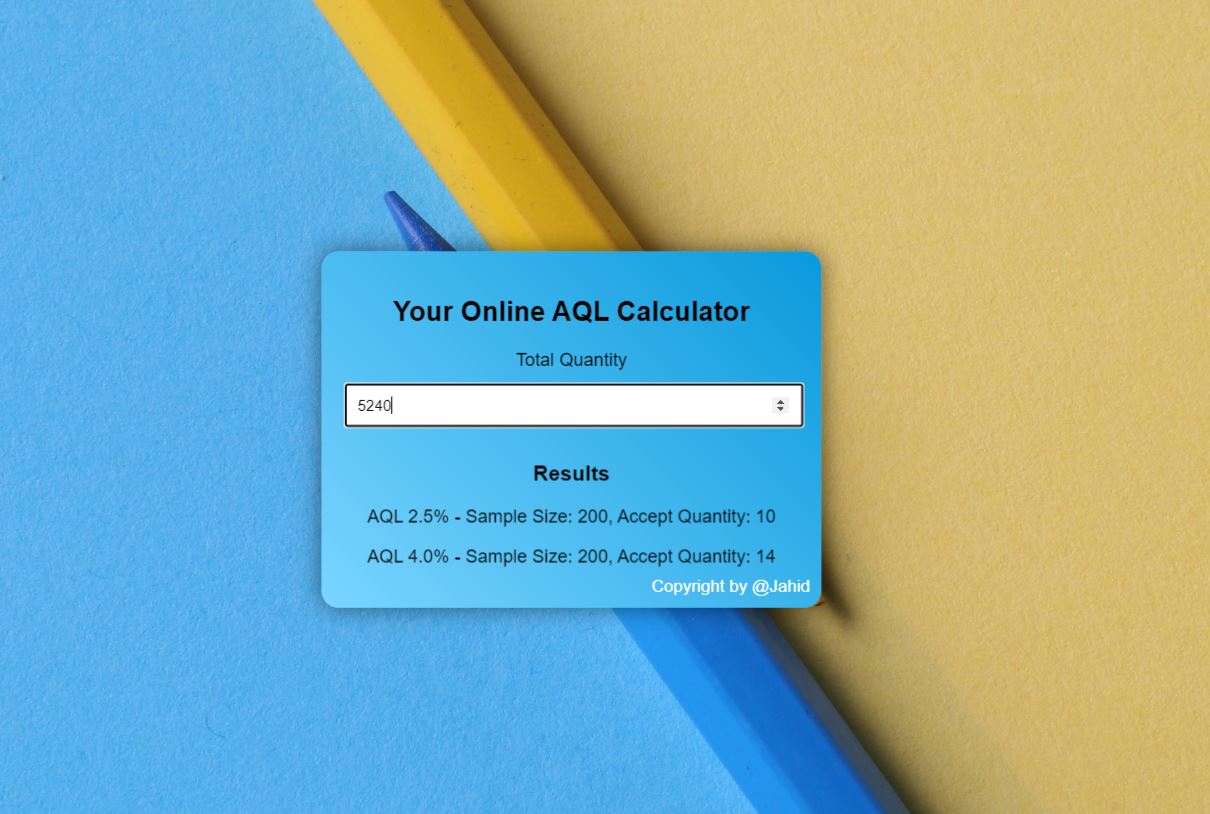 Your Online AQL Calculator
Total Quantity
5240
Results
AQL 2.5% - Sample Size: 200, Accept Quantity: 10
AQL 4.0% - Sample Size: 200, Accept Quantity: 14
Copyright by @Jahid